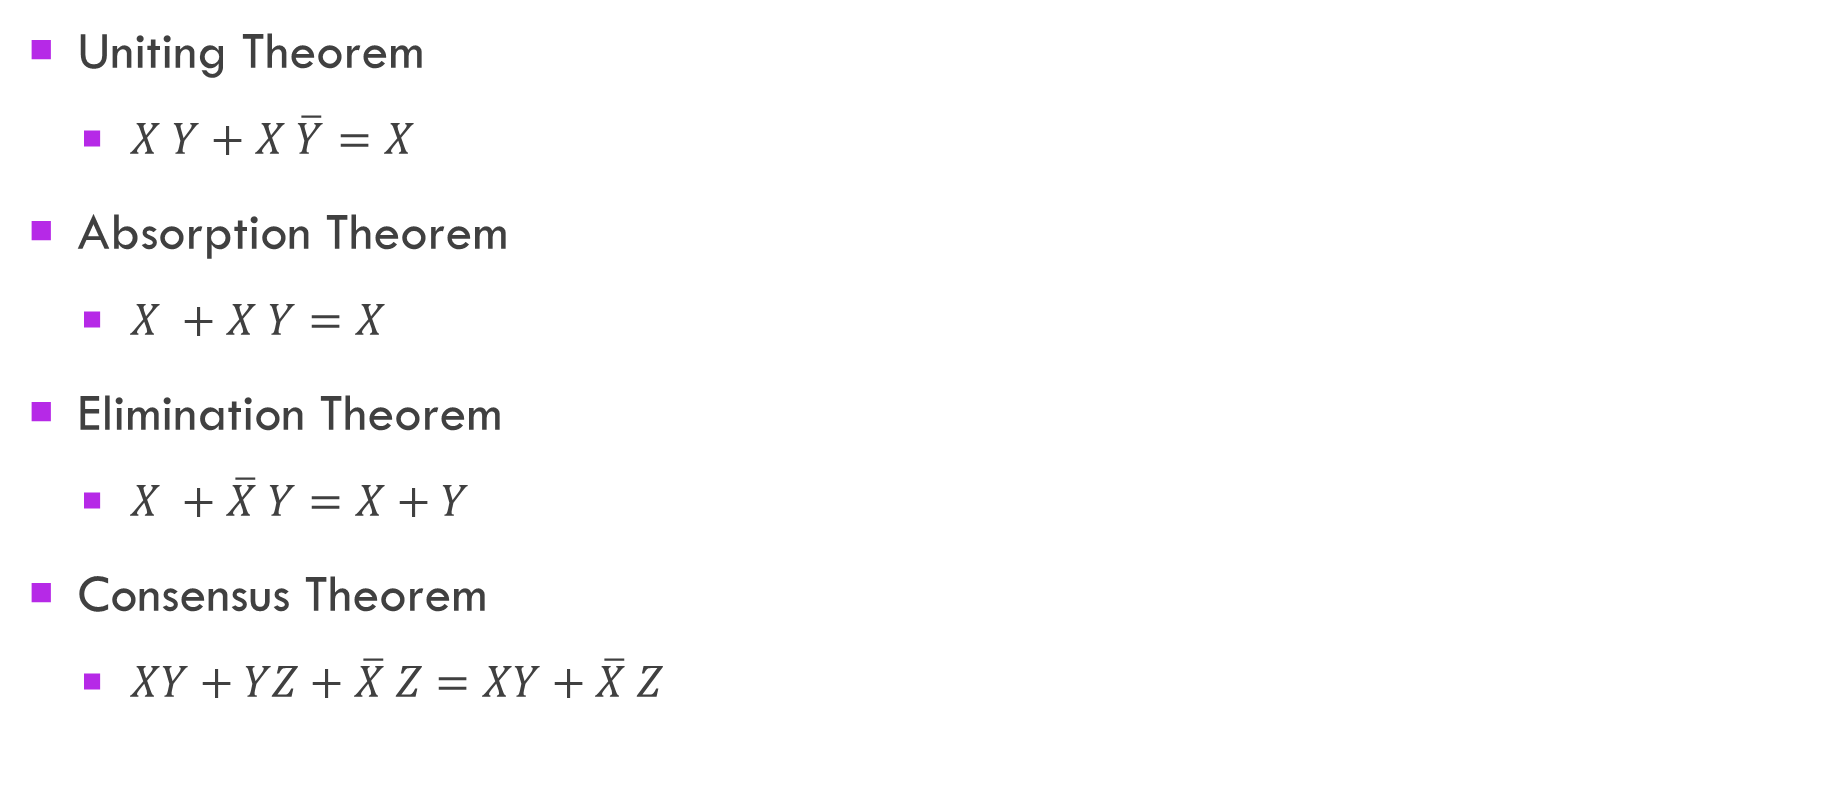 Uniting Theorem
X Y + X Y̅ = X
Absorption Theorem
X + X Y = X
Elimination Theorem
X + X̅ Y = X + Y
Consensus Theorem
XY + YZ + X̅ Z = XY + X̅ Z